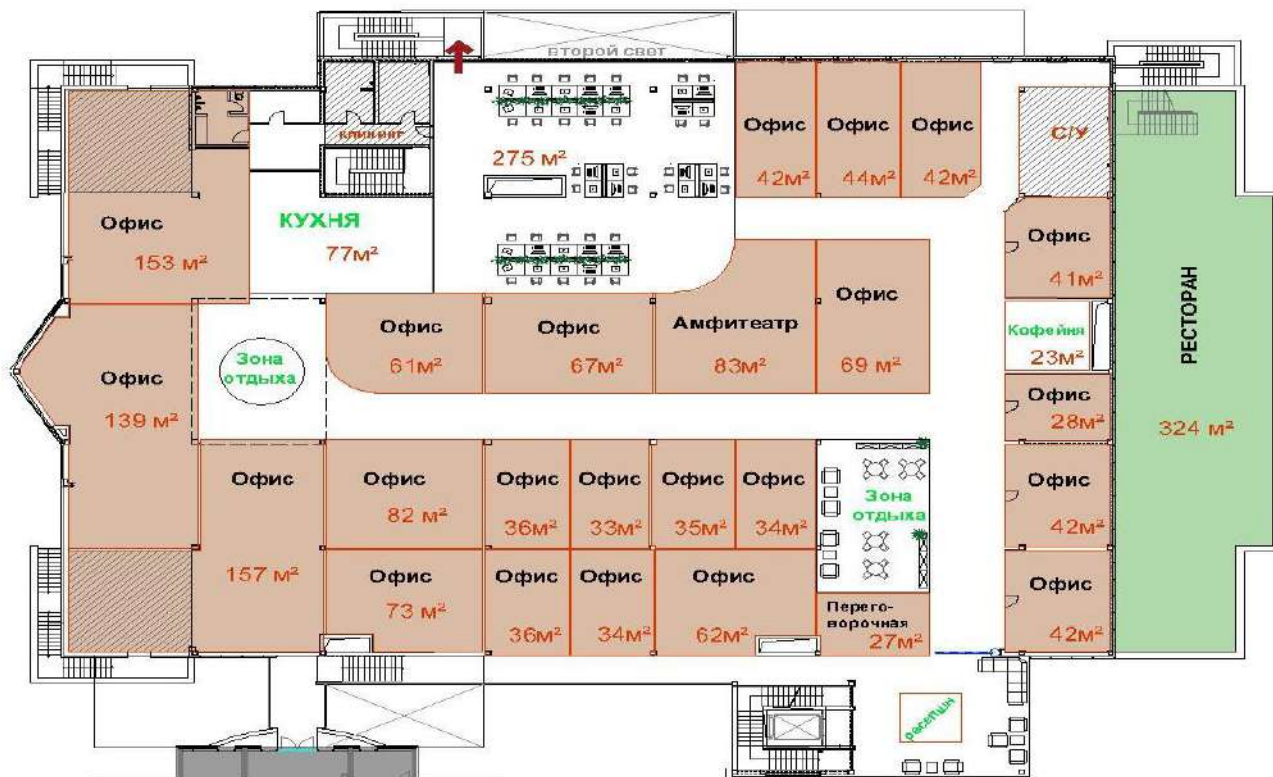 второй свет
клининг
275 м²
Офис
42м²
Офис
44м²
Офис
42м²
С/У
Офис
153 м²
КУХНЯ
77м²
Офис
41м²
Кофейня
23м²
РЕСТОРАН
324 м²
Зона
отдыха
Офис
61м²
Офис
67м²
Амфитеатр
83м²
Офис
69 м²
Офис
139 м²
Офис
28м²
Офис
157 м²
Офис
82 м²
Офис
36м²
Офис
33м²
Офис
35м²
Офис
34м²
Зона
отдыха
Офис
42м²
Офис
73 м²
Офис
36м²
Офис
34м²
Офис
62м²
Перего-
ворочная
27м²
Офис
42м²
ресепшн